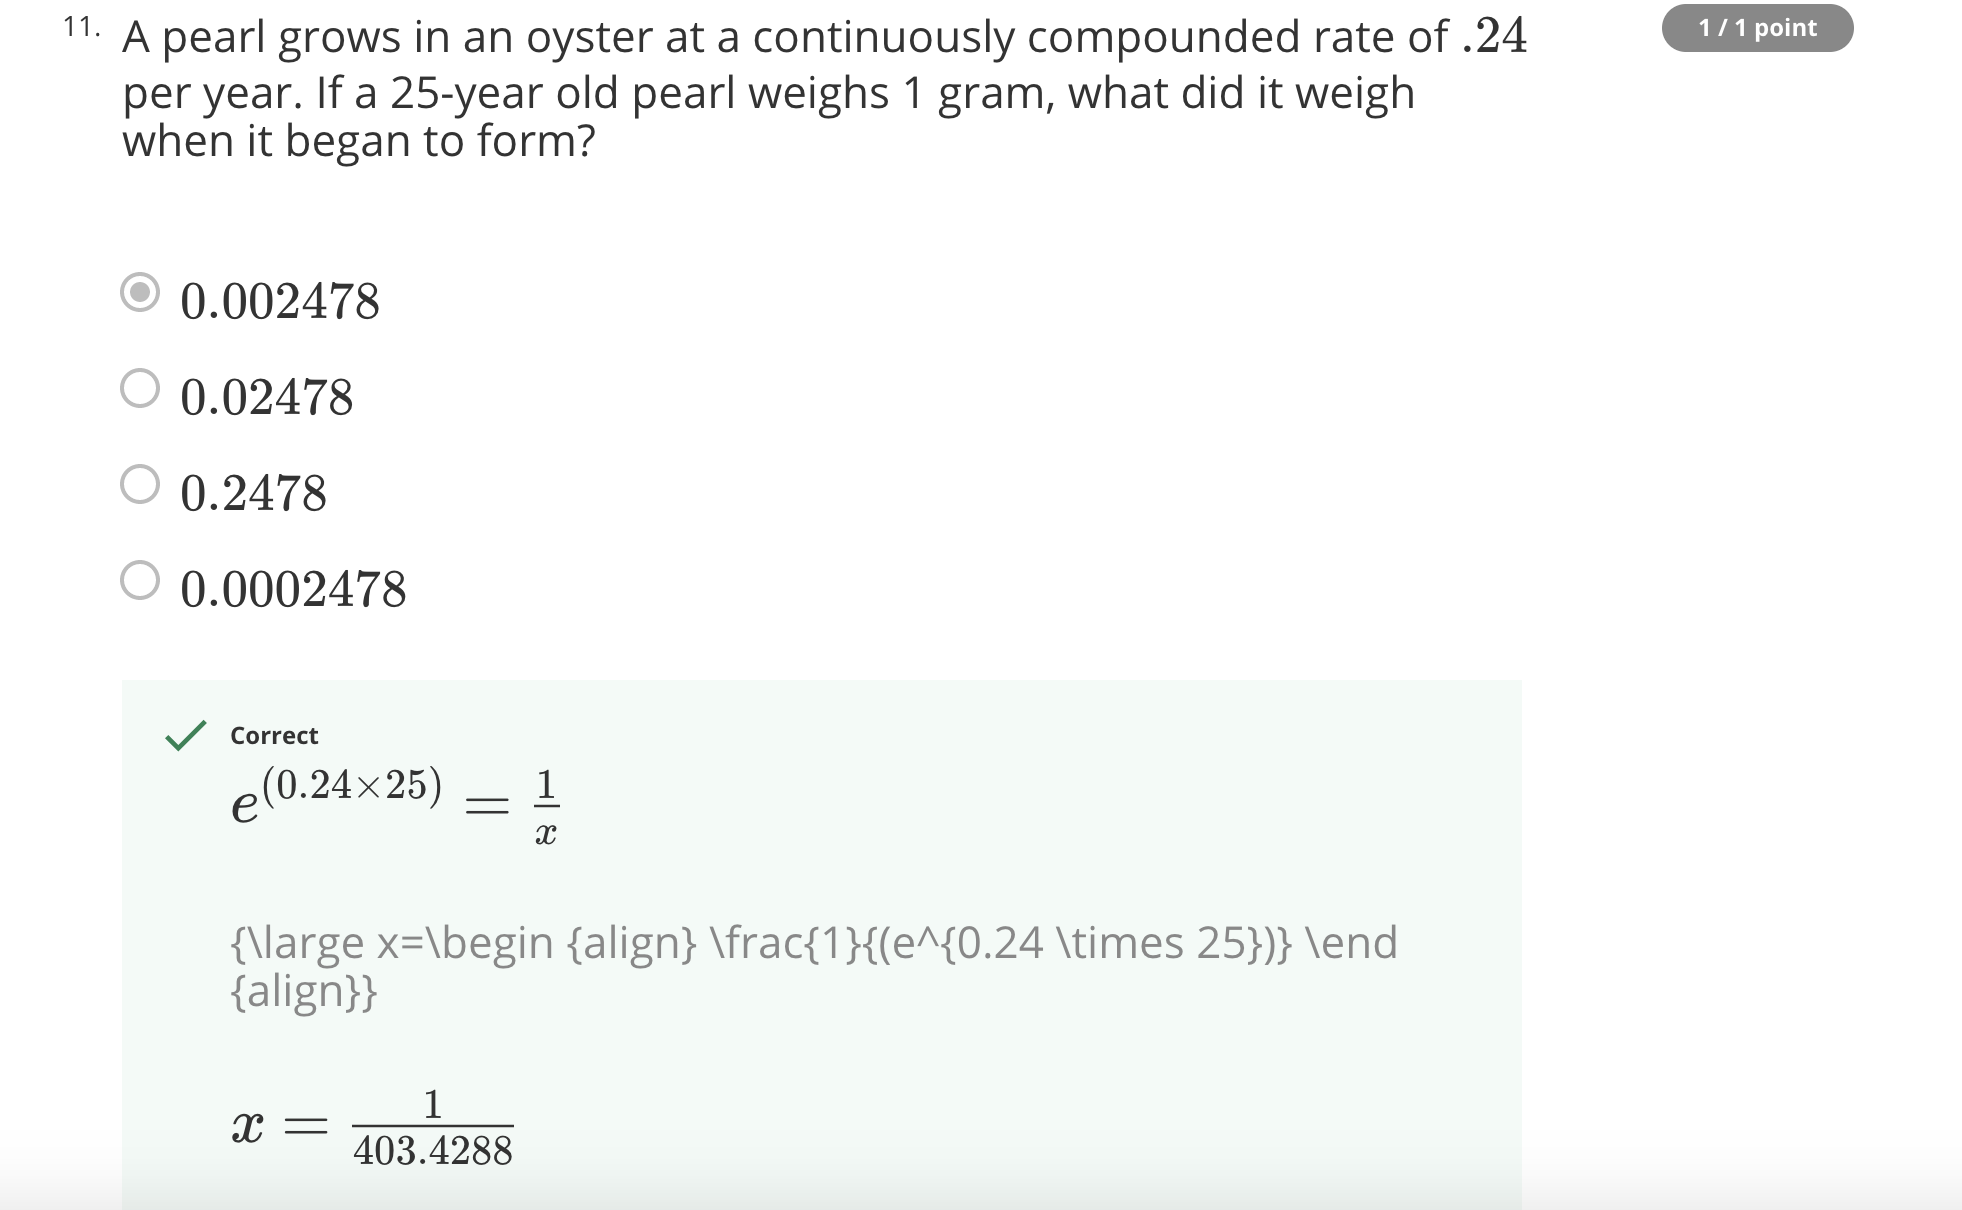 11. A pearl grows in an oyster at a continuously compounded rate of .24
1 / 1 point
per year. If a 25-year old pearl weighs 1 gram, what did it weigh
when it began to form?
0.002478
0.02478
0.2478
0.0002478
Correct
e^(0.24×25) = 1/x
{\large x=\begin {align} \frac{1}{(e^{0.24 \times 25})} \end
{align}}
x = 1/403.4288